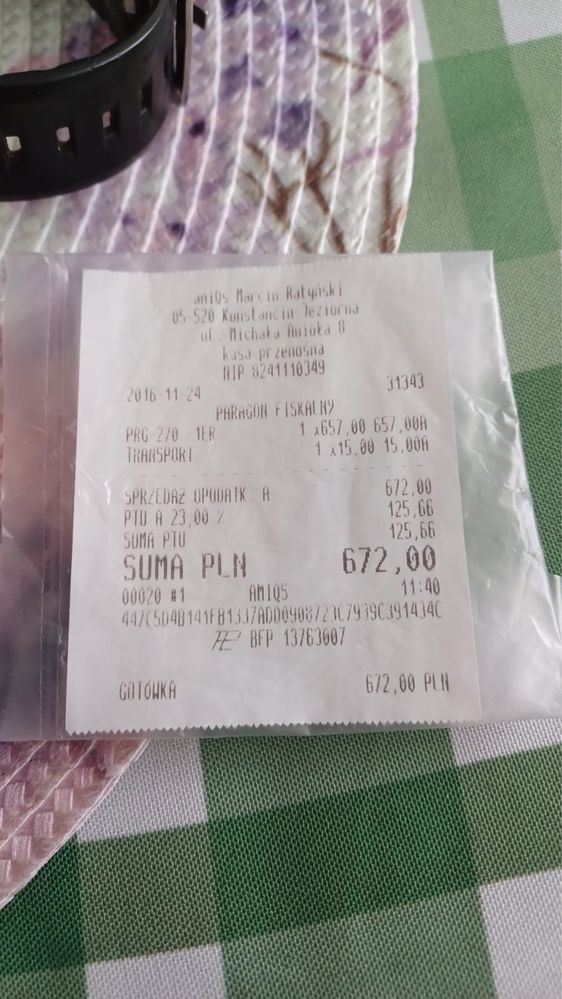 aniQs Marcin Ratyński
05-520 Konstancin Jeziorna
ul. Michała Anioła 8
kasa przenośna
NIP 8241110349
2016-11-24 31343
PARAGON FISKALNY
PRG-270 -1ER 1 x657,00 657,00A
TRANSPORT 1 x15,00 15,00A
SPRZEDAŻ OPODATK. A 672,00
PTU A 23,00 % 125,66
SUMA PTU 125,66
SUMA PLN 672,00
00020 #1 ANIQS 11:40
447C5D4B141FB1337ADD0908723C7939C391434C
BFP 13763007
GOTÓWKA 672,00 PLN